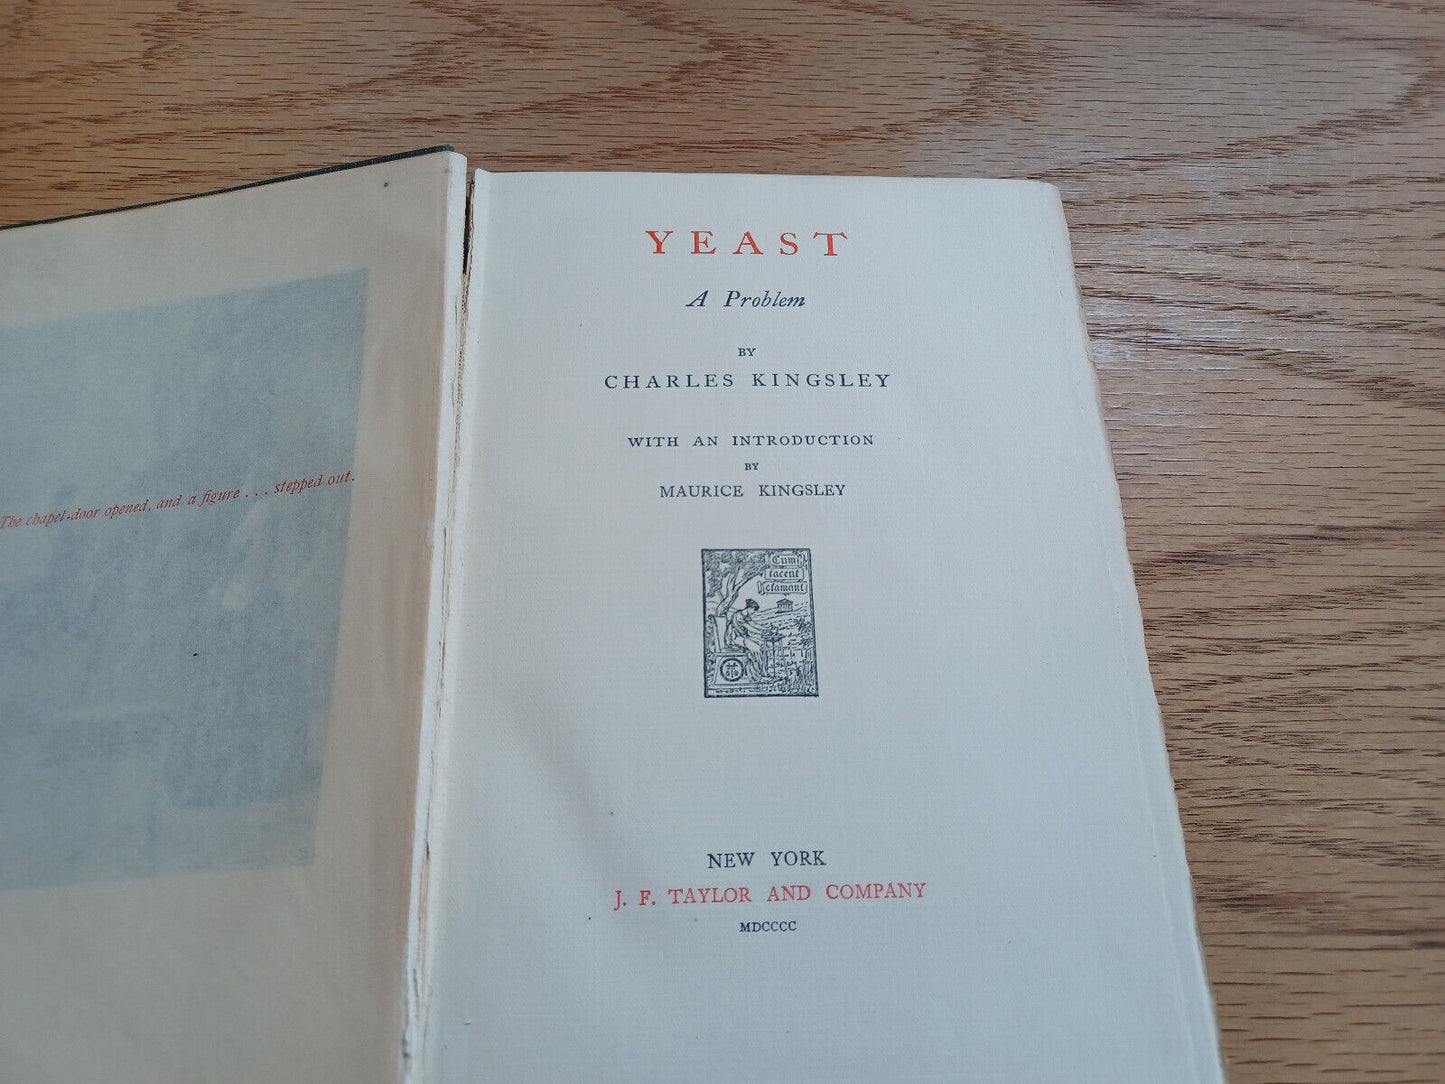 The chapel-door opened, and a figure . . . stepped out.
YEAST
A Problem
BY
CHARLES KINGSLEY
WITH AN INTRODUCTION
BY
MAURICE KINGSLEY
Cum
tacent
clamant
NEW YORK
J. F. TAYLOR AND COMPANY
MDCCCC